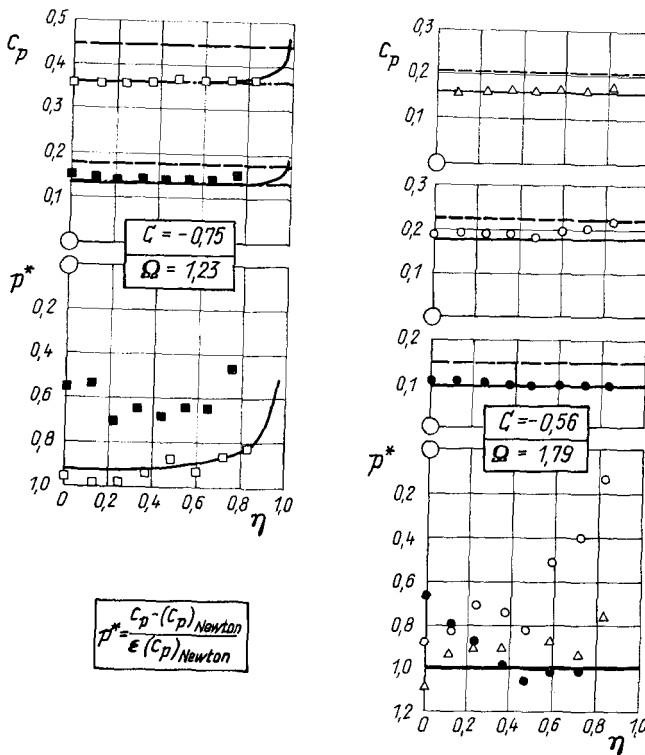 0,5
C_p
0,4
0,3
0,2
0,1
C = -0,75
Ω = 1,23
p*
0,2
0,4
0,6
0,8
1,0
0 0,2 0,4 0,6 0,8 1,0
η
p* = C_p - (C_p) Newton
ε (C_p) Newton
0,3
C_p
0,2
0,1
0,3
0,2
0,1
0,2
0,1
C = -0,56
Ω = 1,79
p*
0,2
0,4
0,6
0,8
1,0
1,2
0 0,2 0,4 0,6 0,8 1,0
η